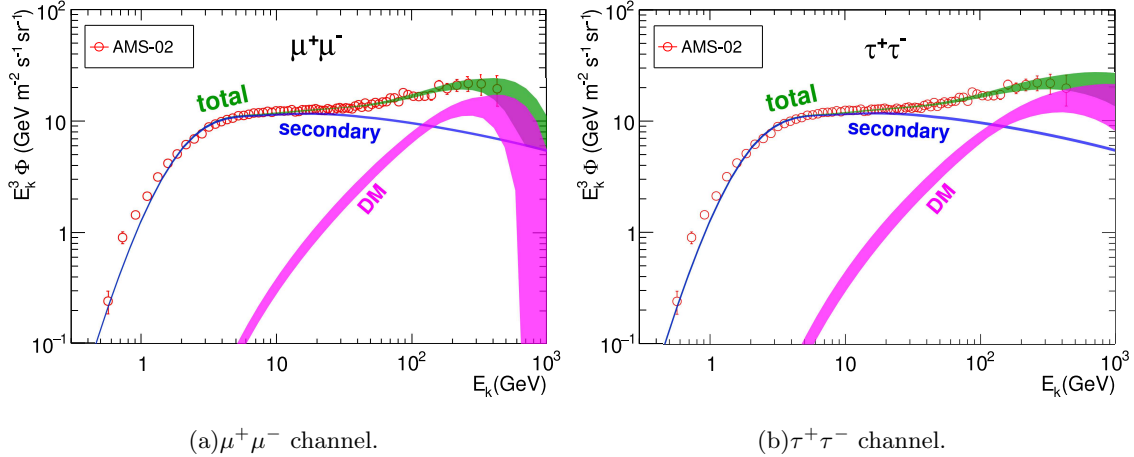 10²
AMS-02
μ⁺μ⁻
total
10
secondary
DM
1
10⁻¹
E_k³ Φ (GeV m⁻² s⁻¹ sr⁻¹)
1 10 10² 10³
E_k(GeV)
(a)μ⁺μ⁻ channel.
10²
AMS-02
τ⁺τ⁻
total
10
secondary
DM
1
10⁻¹
E_k³ Φ (GeV m⁻² s⁻¹ sr⁻¹)
1 10 10² 10³
E_k(GeV)
(b)τ⁺τ⁻ channel.